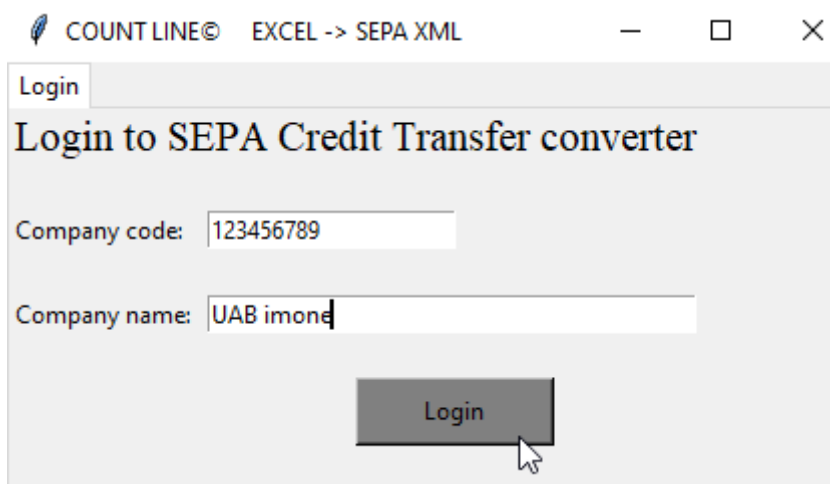 COUNT LINE© EXCEL -> SEPA XML
Login
Login to SEPA Credit Transfer converter
Company code: 123456789
Company name: UAB imone
Login